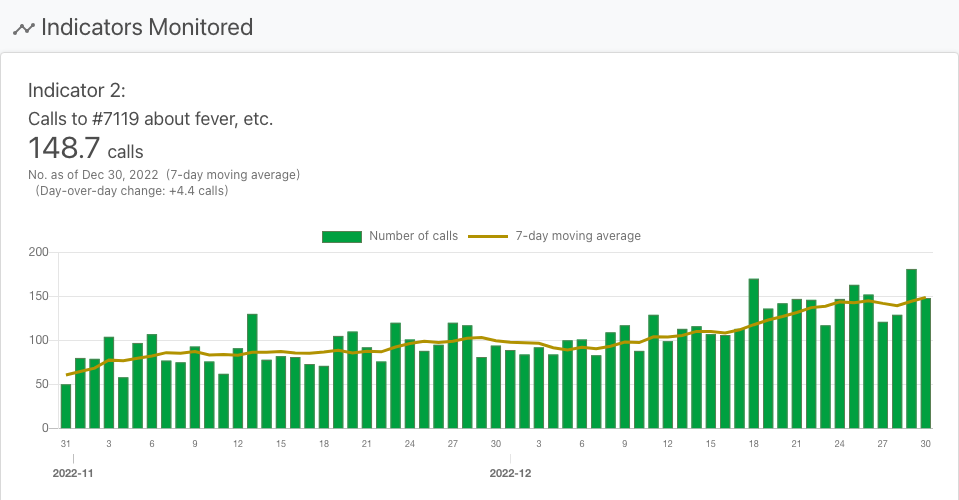 Indicators Monitored
Indicator 2:
Calls to #7119 about fever, etc.
148.7 calls
No. as of Dec 30, 2022 (7-day moving average)
(Day-over-day change: +4.4 calls)
Number of calls 7-day moving average
200
150
100
50
0
31 3 6 9 12 15 18 21 24 27 30 3 6 9 12 15 18 21 24 27 30
2022-11 2022-12